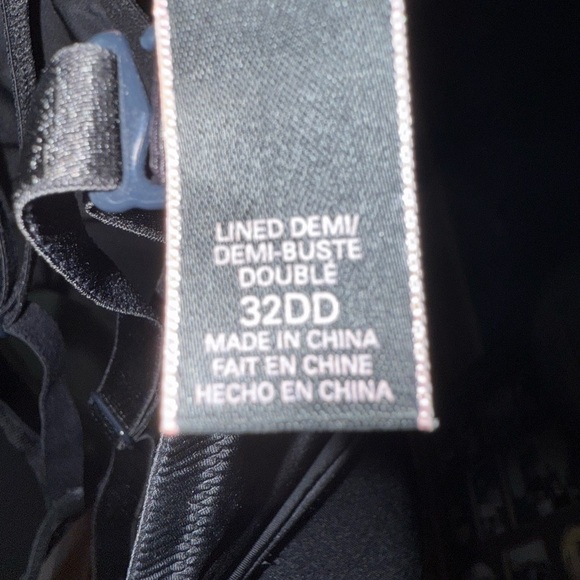 LINED DEMI/
DEMI-BUSTE
DOUBLÉ
32DD
MADE IN CHINA
FAIT EN CHINE
HECHO EN CHINA